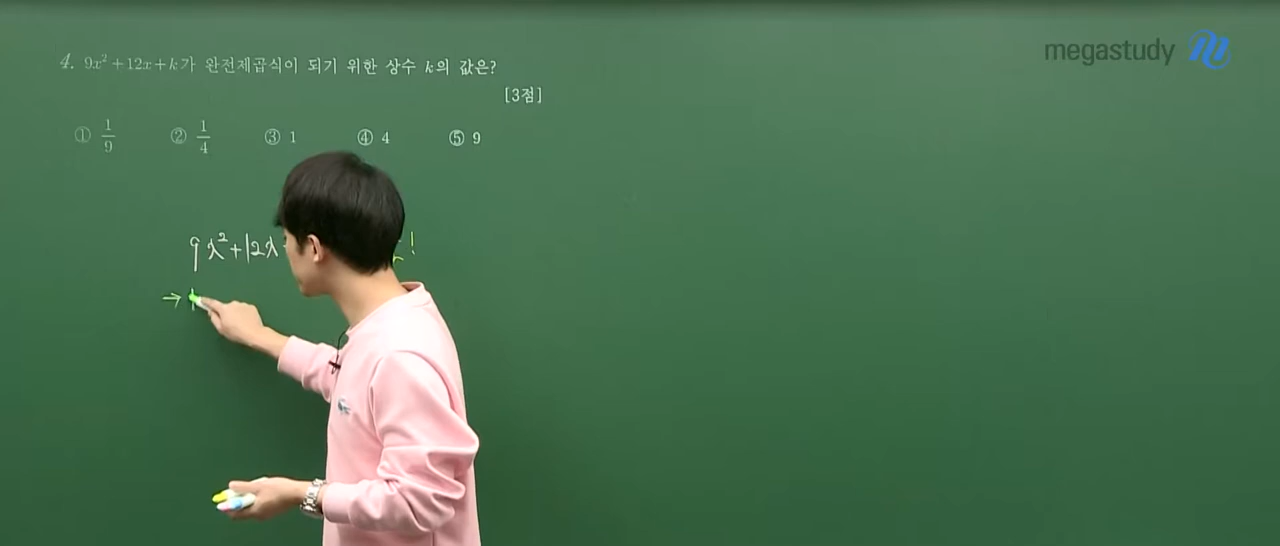 megastudy
4. 9x² + 12x + k가 완전제곱식이 되기 위한 상수 k의 값은?
[3점]
① 1/9 ② 1/4 ③ 1 ④ 4 ⑤ 9
9x² + 12x
!
→